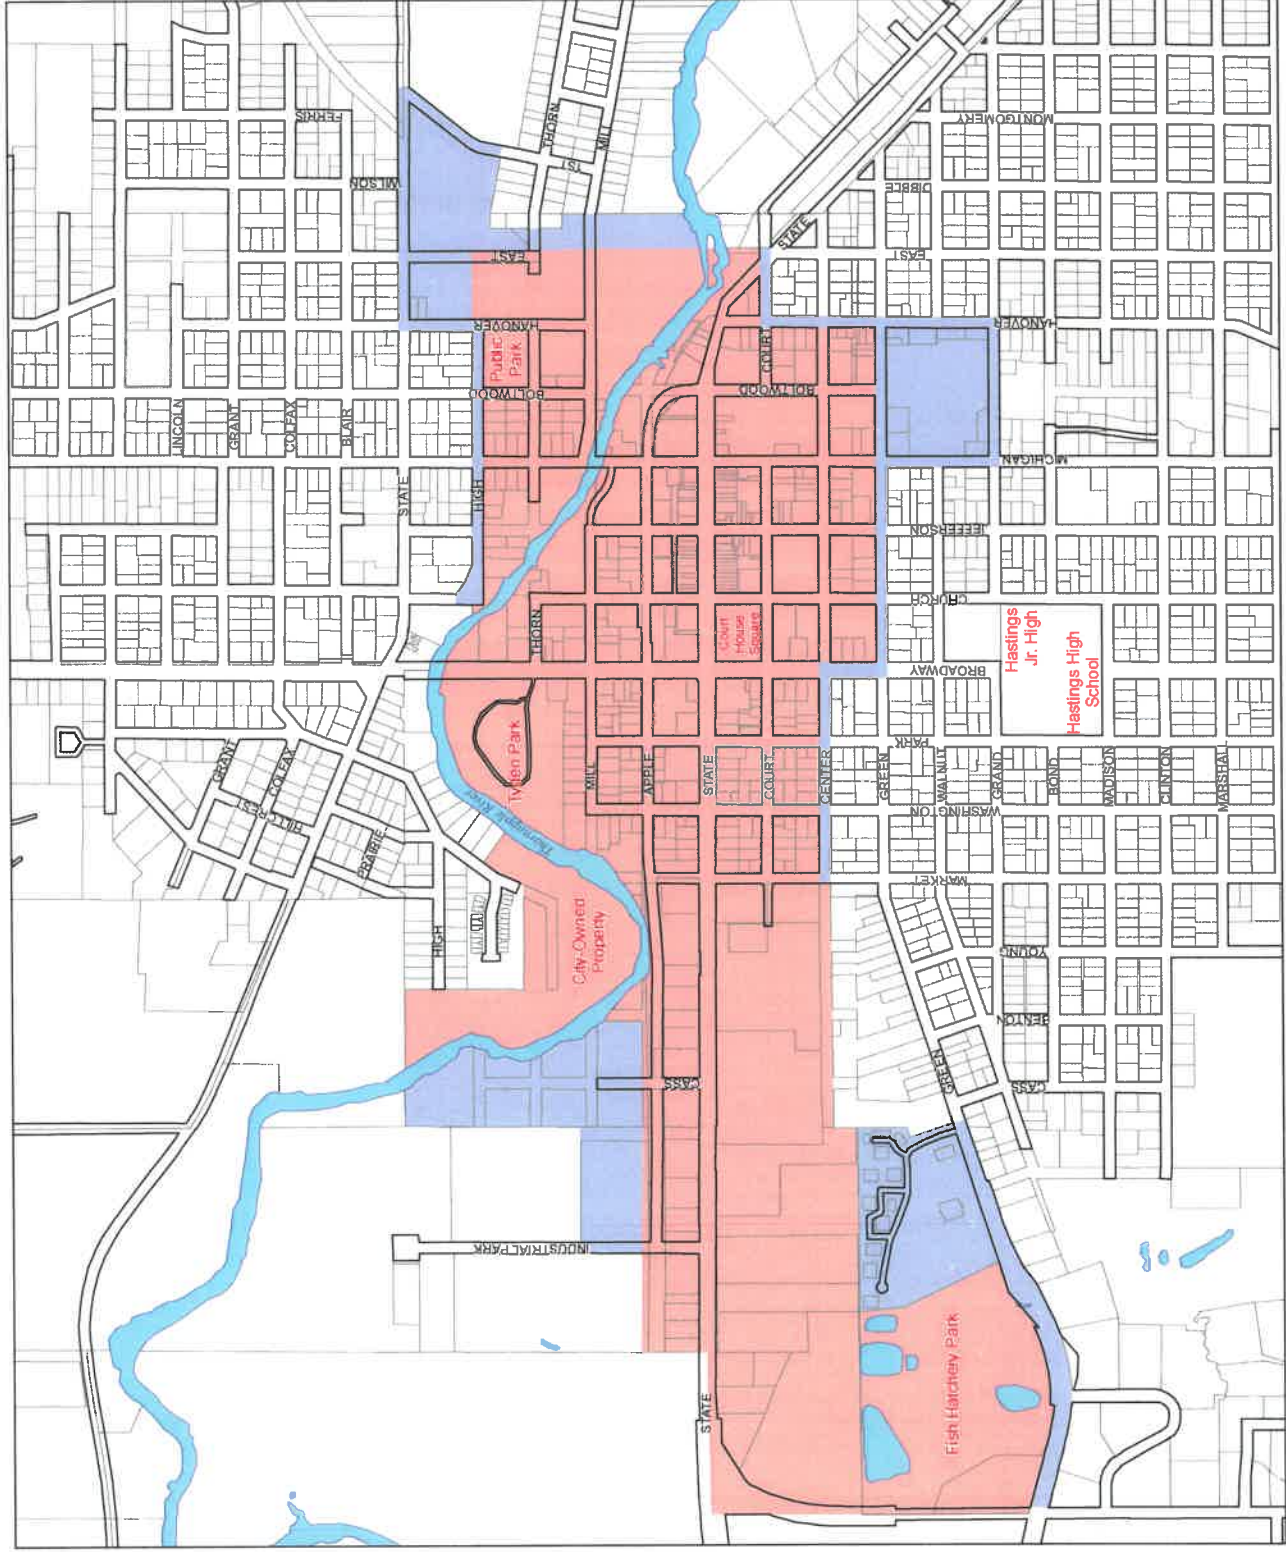 FERRIS
THORN
MILL
1ST
WILSON
MONTGOMERY
DIBBLE
STATE
EAST
EAST
HANOVER
HANOVER
Public
Park
COURT
BOLTWOOD
BOLTWOOD
LINCOLN
GRANT
COLFAX
BLAIR
STATE
HIGH
MICHIGAN
JEFFERSON
CHURCH
THORN
Court
House
Square
BROADWAY
Hastings
Jr. High
Hastings High
School
Tyden Park
PARK
GRANT
COLFAX
HILLCREST
PRAIRIE
MILL
APPLE
STATE
COURT
CENTER
GREEN
WALNUT
GRAND
BOND
MADISON
CLINTON
MARSHALL
WASHINGTON
Thornapple River
MARKET
HIGH
City-Owned
Property
YOUNG
BENTON
GREEN
CASS
CASS
INDUSTRIAL PARK
STATE
Fish Hatchery Park